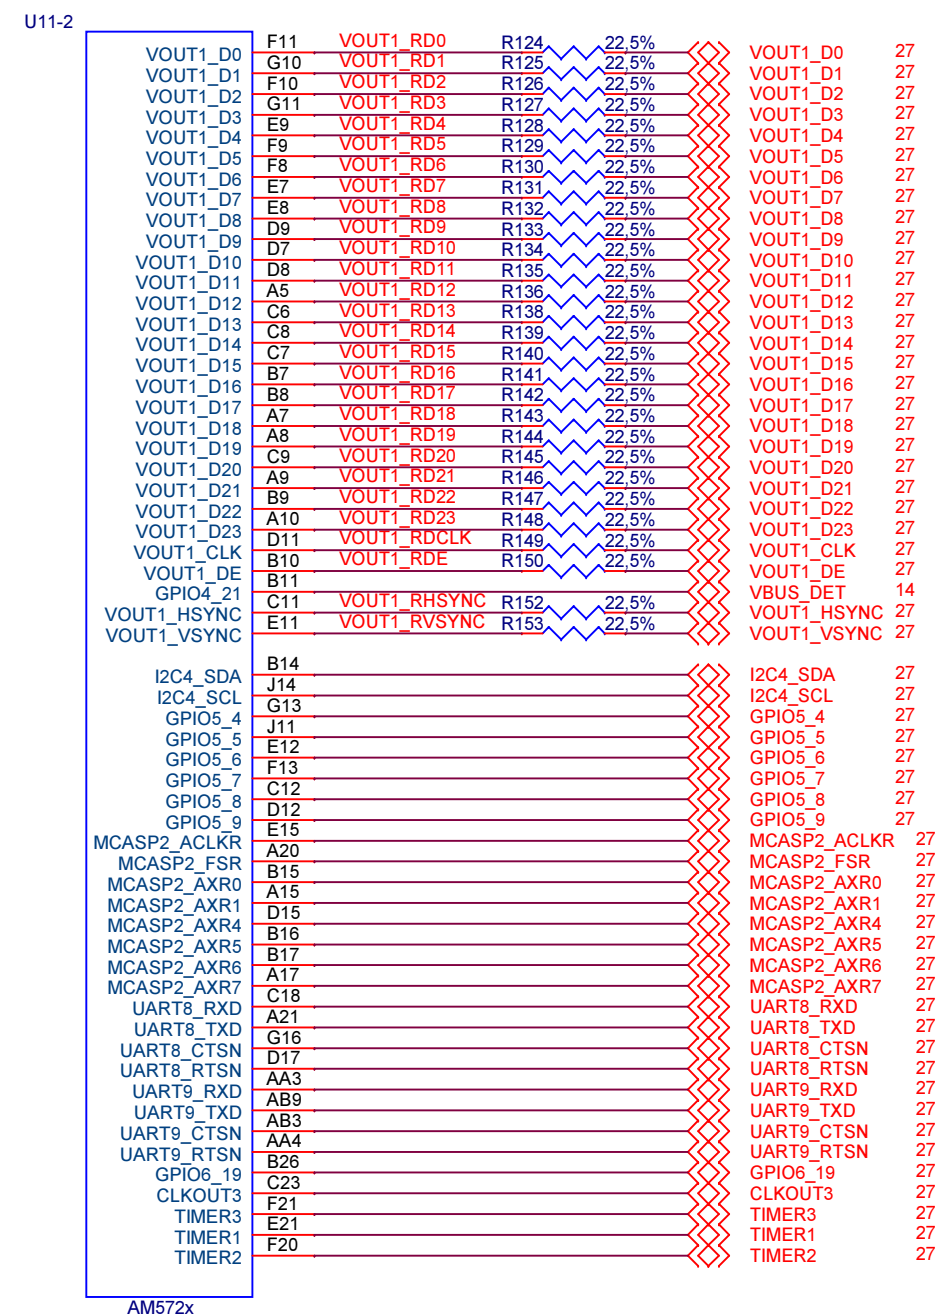 U11-2
VOUT1_D0 F11 VOUT1_RD0 R124 22,5% VOUT1_D0 27
VOUT1_D1 G10 VOUT1_RD1 R125 22,5% VOUT1_D1 27
VOUT1_D2 F10 VOUT1_RD2 R126 22,5% VOUT1_D2 27
VOUT1_D3 G11 VOUT1_RD3 R127 22,5% VOUT1_D3 27
VOUT1_D4 E9 VOUT1_RD4 R128 22,5% VOUT1_D4 27
VOUT1_D5 F9 VOUT1_RD5 R129 22,5% VOUT1_D5 27
VOUT1_D6 F8 VOUT1_RD6 R130 22,5% VOUT1_D6 27
VOUT1_D7 E7 VOUT1_RD7 R131 22,5% VOUT1_D7 27
VOUT1_D8 E8 VOUT1_RD8 R132 22,5% VOUT1_D8 27
VOUT1_D9 D9 VOUT1_RD9 R133 22,5% VOUT1_D9 27
VOUT1_D10 D7 VOUT1_RD10 R134 22,5% VOUT1_D10 27
VOUT1_D11 D8 VOUT1_RD11 R135 22,5% VOUT1_D11 27
VOUT1_D12 A5 VOUT1_RD12 R136 22,5% VOUT1_D12 27
VOUT1_D13 C6 VOUT1_RD13 R138 22,5% VOUT1_D13 27
VOUT1_D14 C8 VOUT1_RD14 R139 22,5% VOUT1_D14 27
VOUT1_D15 C7 VOUT1_RD15 R140 22,5% VOUT1_D15 27
VOUT1_D16 B7 VOUT1_RD16 R141 22,5% VOUT1_D16 27
VOUT1_D17 B8 VOUT1_RD17 R142 22,5% VOUT1_D17 27
VOUT1_D18 A7 VOUT1_RD18 R143 22,5% VOUT1_D18 27
VOUT1_D19 A8 VOUT1_RD19 R144 22,5% VOUT1_D19 27
VOUT1_D20 C9 VOUT1_RD20 R145 22,5% VOUT1_D20 27
VOUT1_D21 A9 VOUT1_RD21 R146 22,5% VOUT1_D21 27
VOUT1_D22 B9 VOUT1_RD22 R147 22,5% VOUT1_D22 27
VOUT1_D23 A10 VOUT1_RD23 R148 22,5% VOUT1_D23 27
VOUT1_CLK D11 VOUT1_RDCLK R149 22,5% VOUT1_CLK 27
VOUT1_DE B10 VOUT1_RDE R150 22,5% VOUT1_DE 27
GPIO4_21 B11 VBUS_DET 14
VOUT1_HSYNC C11 VOUT1_RHSYNC R152 22,5% VOUT1_HSYNC 27
VOUT1_VSYNC E11 VOUT1_RVSYNC R153 22,5% VOUT1_VSYNC 27
I2C4_SDA B14 I2C4_SDA 27
I2C4_SCL J14 I2C4_SCL 27
GPIO5_4 G13 GPIO5_4 27
GPIO5_5 J11 GPIO5_5 27
GPIO5_6 E12 GPIO5_6 27
GPIO5_7 F13 GPIO5_7 27
GPIO5_8 C12 GPIO5_8 27
GPIO5_9 D12 GPIO5_9 27
MCASP2_ACLKR E15 MCASP2_ACLKR 27
MCASP2_FSR A20 MCASP2_FSR 27
MCASP2_AXR0 B15 MCASP2_AXR0 27
MCASP2_AXR1 A15 MCASP2_AXR1 27
MCASP2_AXR4 D15 MCASP2_AXR4 27
MCASP2_AXR5 B16 MCASP2_AXR5 27
MCASP2_AXR6 B17 MCASP2_AXR6 27
MCASP2_AXR7 A17 MCASP2_AXR7 27
UART8_RXD C18 UART8_RXD 27
UART8_TXD A21 UART8_TXD 27
UART8_CTSN G16 UART8_CTSN 27
UART8_RTSN D17 UART8_RTSN 27
UART9_RXD AA3 UART9_RXD 27
UART9_TXD AB9 UART9_TXD 27
UART9_CTSN AB3 UART9_CTSN 27
UART9_RTSN AA4 UART9_RTSN 27
GPIO6_19 B26 GPIO6_19 27
CLKOUT3 C23 CLKOUT3 27
TIMER3 F21 TIMER3 27
TIMER1 E21 TIMER1 27
TIMER2 F20 TIMER2 27
AM572x